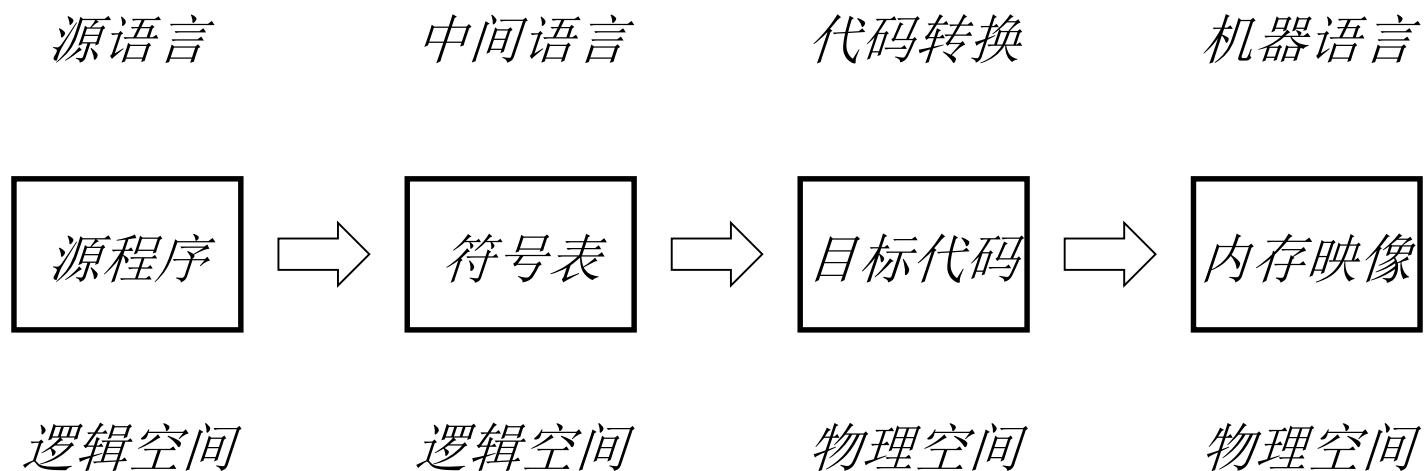 源语言 中间语言 代码转换 机器语言
源程序 符号表 目标代码 内存映像
逻辑空间 逻辑空间 物理空间 物理空间